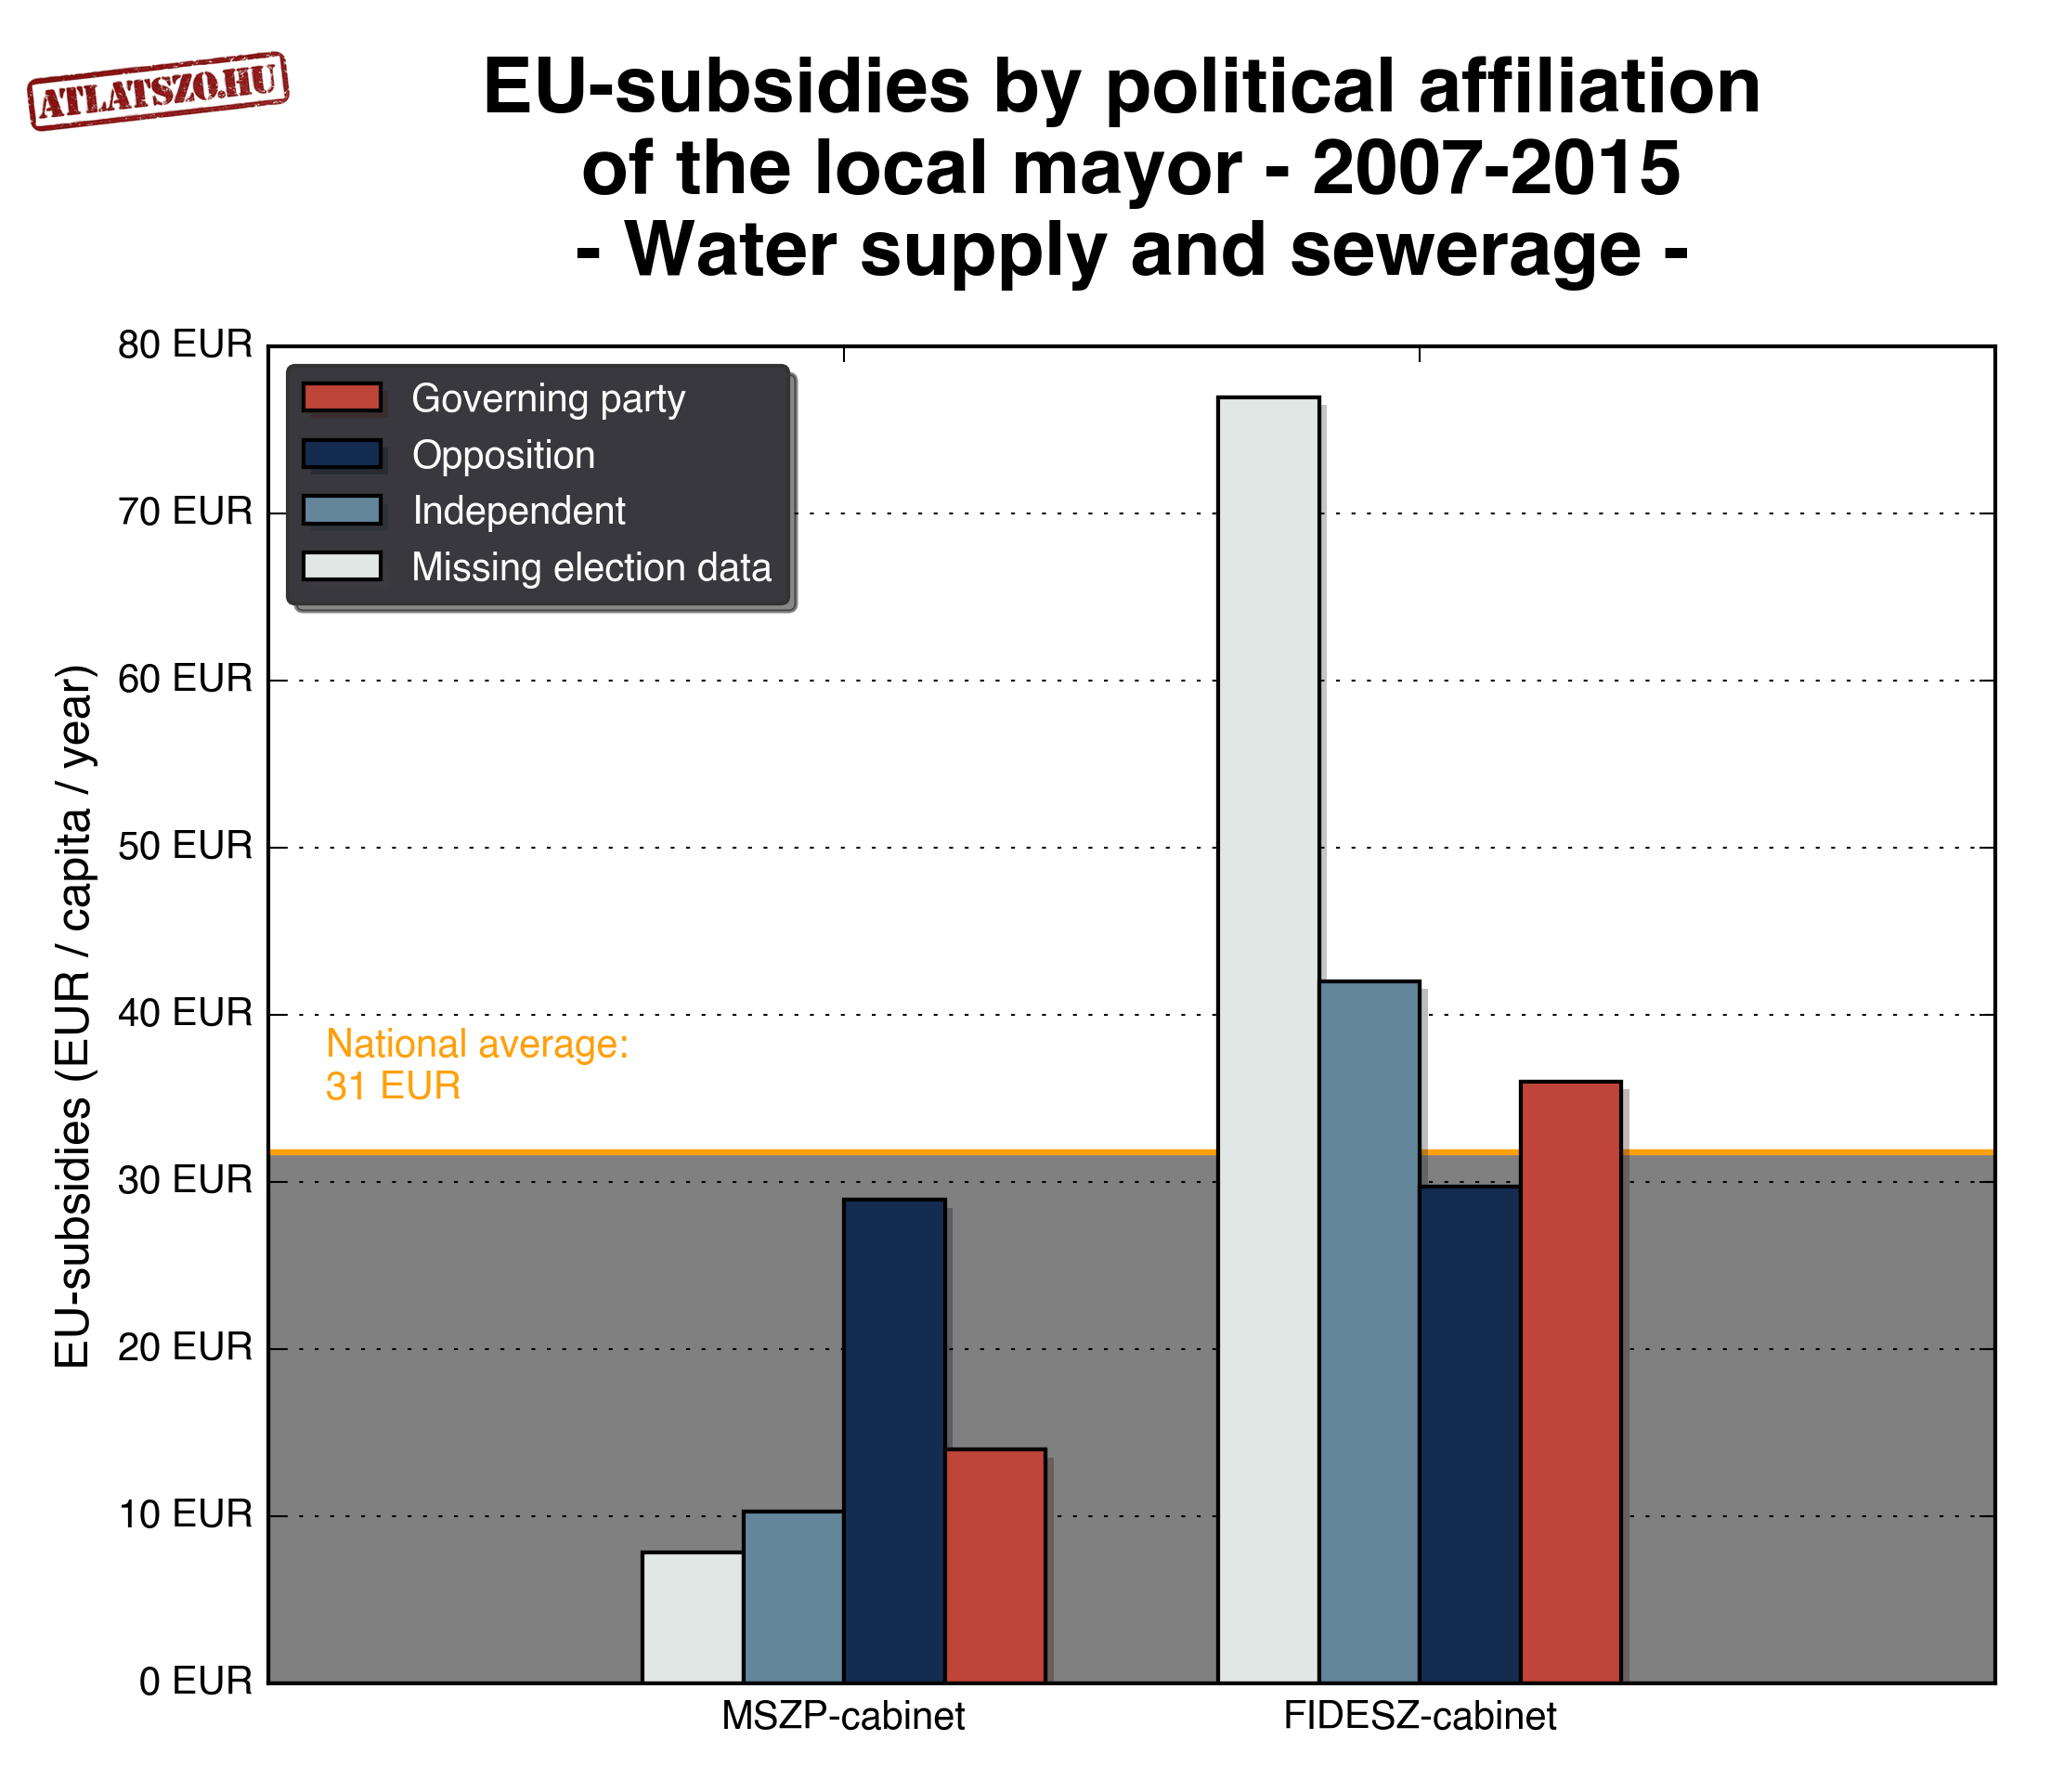 ATLATSZO.HU
EU-subsidies by political affiliation
of the local mayor - 2007-2015
- Water supply and sewerage -
80 EUR
70 EUR
60 EUR
50 EUR
40 EUR
30 EUR
20 EUR
10 EUR
0 EUR
EU-subsidies (EUR / capita / year)
Governing party
Opposition
Independent
Missing election data
National average:
31 EUR
MSZP-cabinet
FIDESZ-cabinet